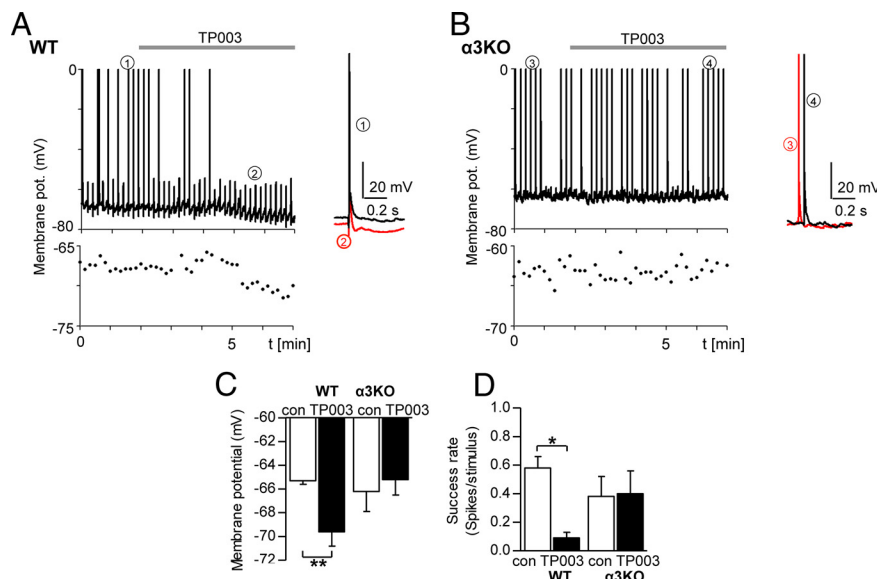 A
WT
TP003
0
-80
Membrane pot. (mV)
1
2
1
2
20 mV
0.2 s
-65
-75
0
5
t [min]
B
α3KO
TP003
0
-80
Membrane pot. (mV)
3
4
3
4
20 mV
0.2 s
-60
-70
0
5
t [min]
C
WT α3KO
con TP003 con TP003
-60
-62
-64
-66
-68
-70
-72
Membrane potential (mV)
**
D
1.0
0.8
0.6
0.4
0.2
0.0
Success rate
(Spikes/stimulus)
*
con TP003 con TP003
WT α3KO